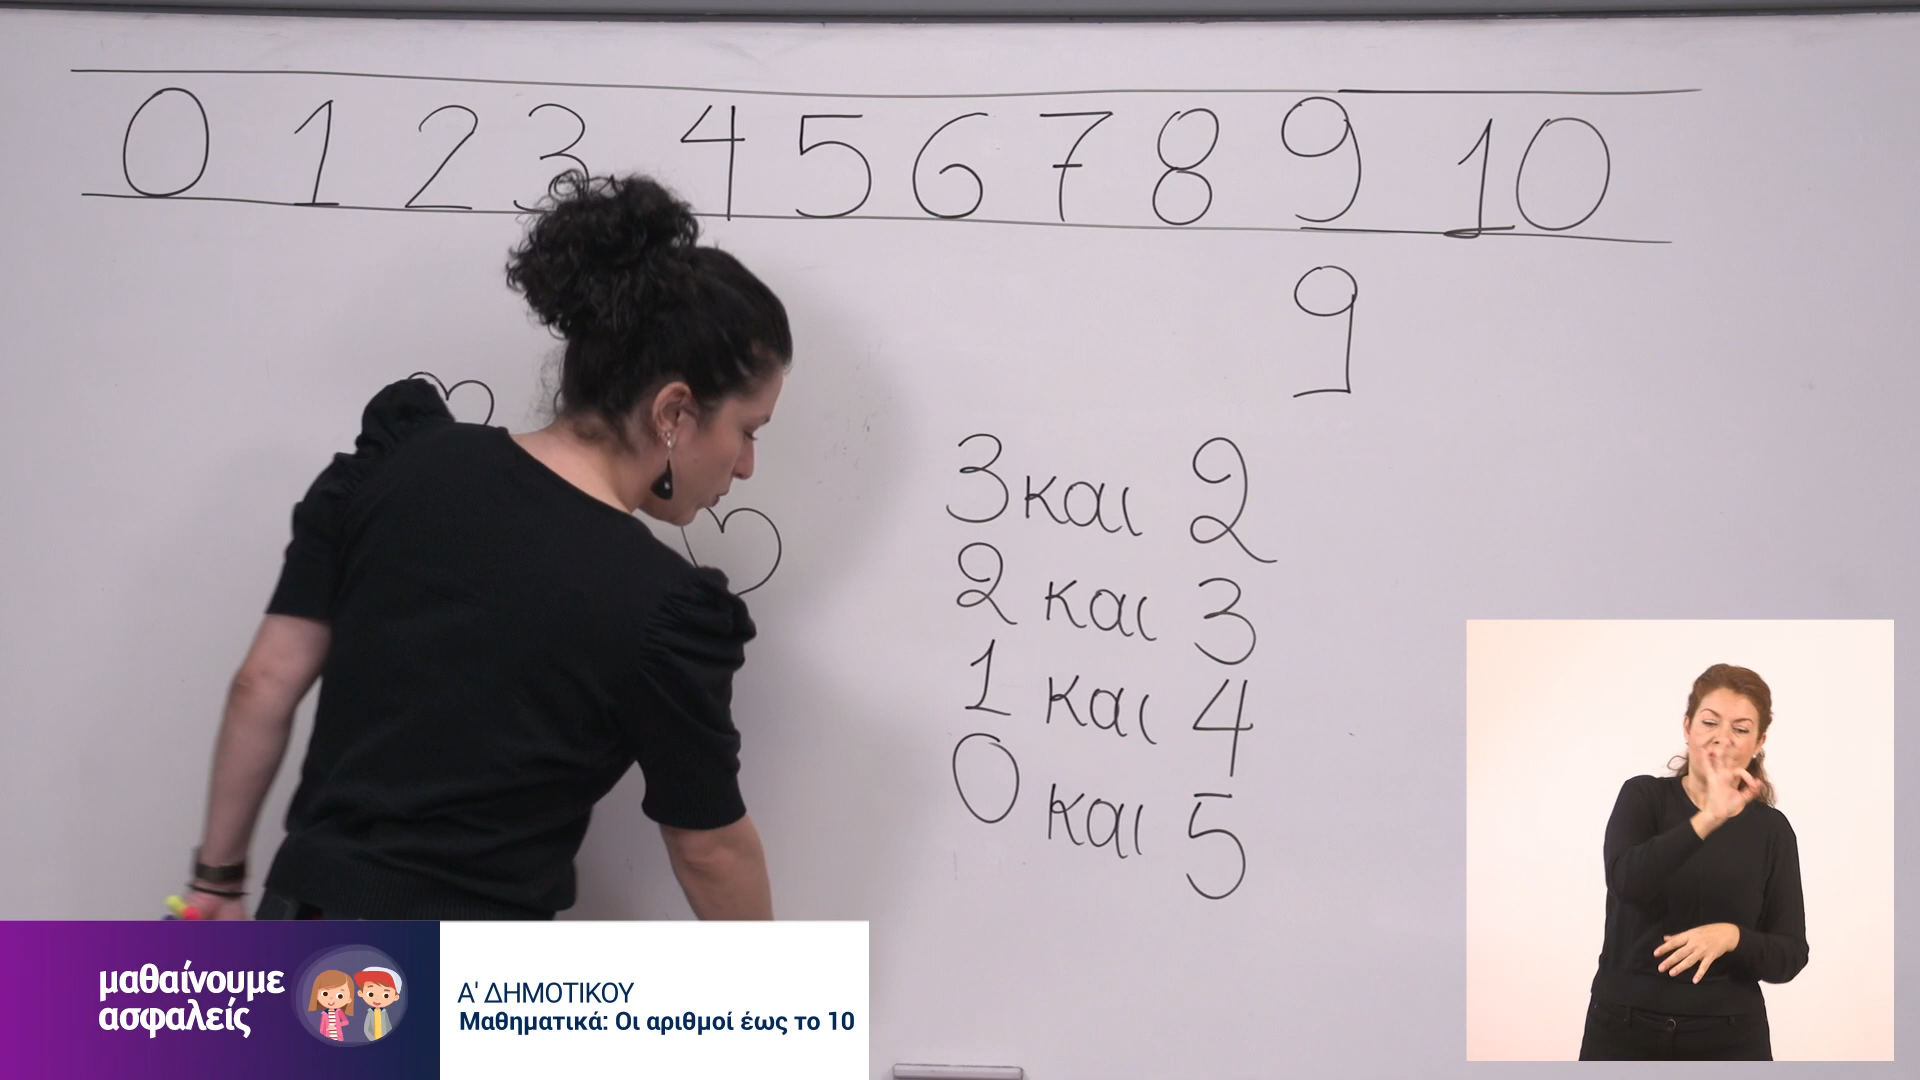 0 1 2 3 4 5 6 7 8 9 10
9
3 και 2
2 και 3
1 και 4
0 και 5
μαθαίνουμε
ασφαλείς
Α' ΔΗΜΟΤΙΚΟΥ
Μαθηματικά: Οι αριθμοί έως το 10